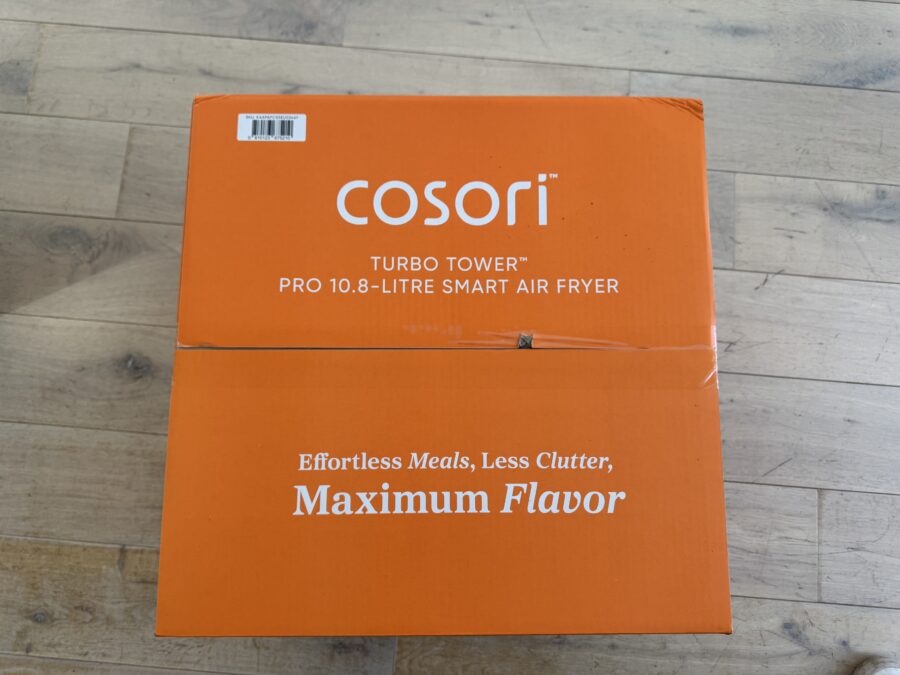 cosori™
TURBO TOWER™
PRO 10.8-LITRE SMART AIR FRYER
Effortless Meals, Less Clutter,
Maximum Flavor